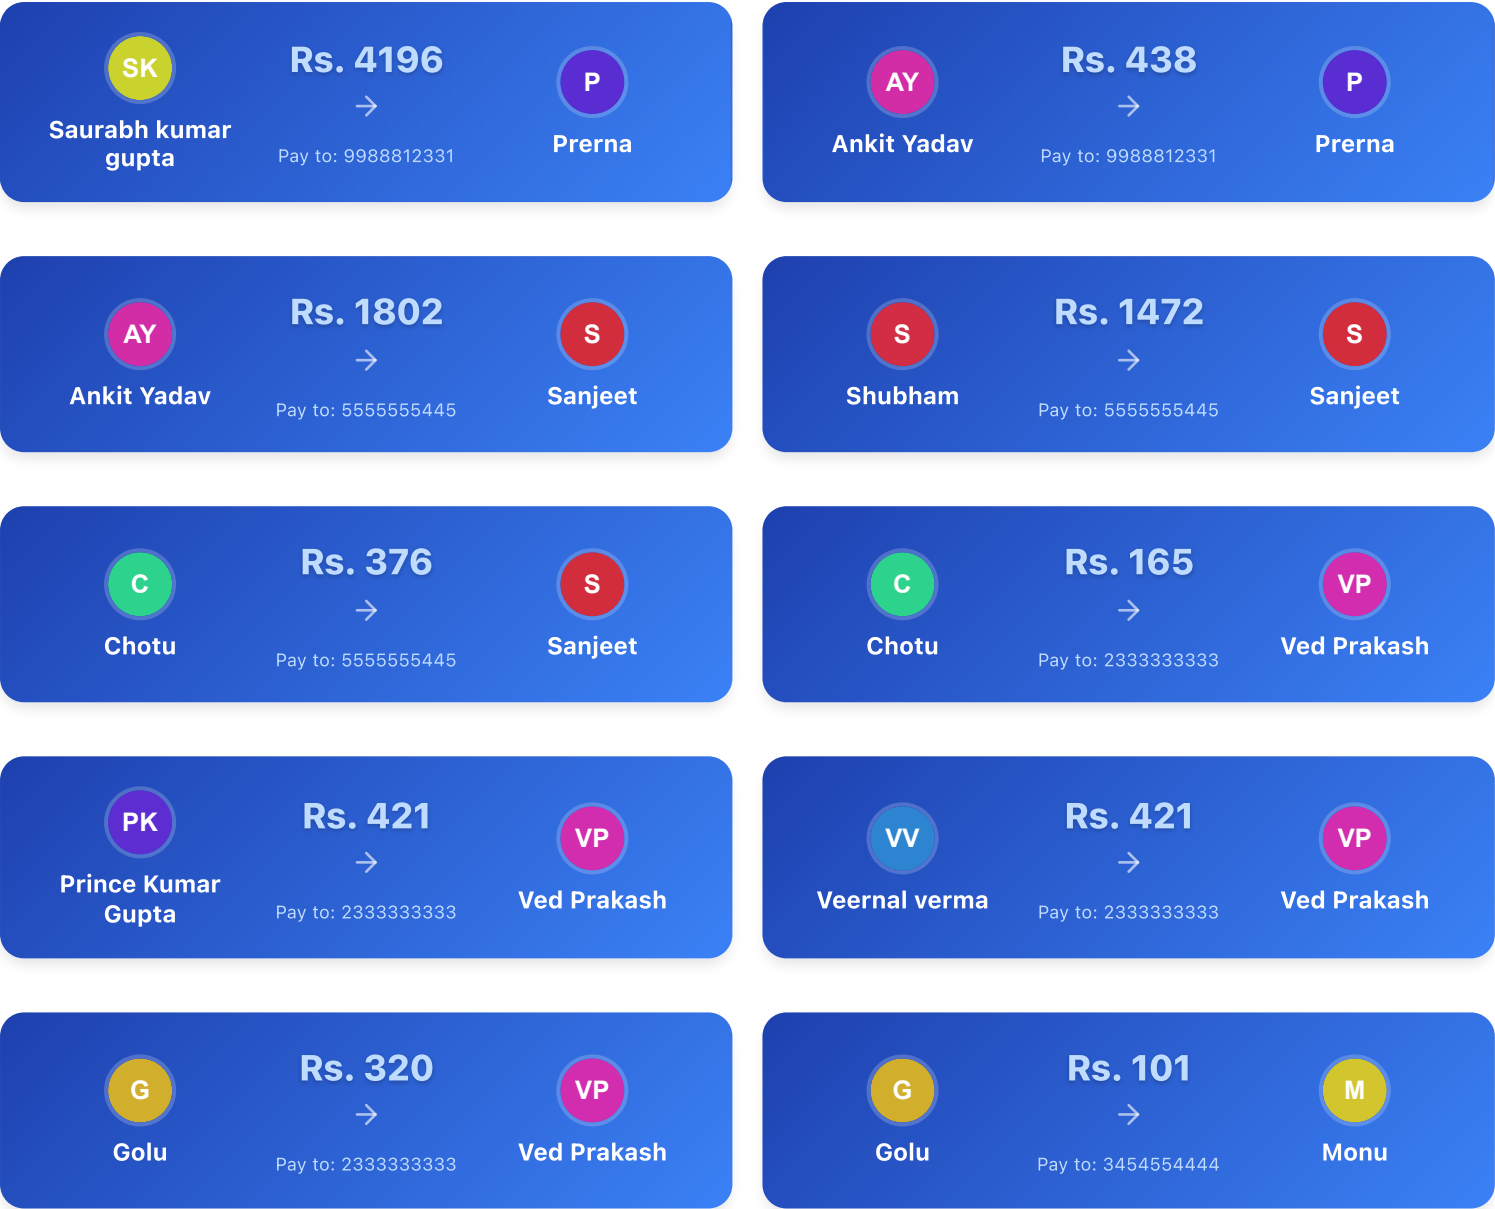 SK
Saurabh kumar
gupta
Rs. 4196
→
Pay to: 9988812331
P
Prerna
AY
Ankit Yadav
Rs. 438
→
Pay to: 9988812331
P
Prerna
AY
Ankit Yadav
Rs. 1802
→
Pay to: 5555555445
S
Sanjeet
S
Shubham
Rs. 1472
→
Pay to: 5555555445
S
Sanjeet
C
Chotu
Rs. 376
→
Pay to: 5555555445
S
Sanjeet
C
Chotu
Rs. 165
→
Pay to: 2333333333
VP
Ved Prakash
PK
Prince Kumar
Gupta
Rs. 421
→
Pay to: 2333333333
VP
Ved Prakash
VV
Veernal verma
Rs. 421
→
Pay to: 2333333333
VP
Ved Prakash
G
Golu
Rs. 320
→
Pay to: 2333333333
VP
Ved Prakash
G
Golu
Rs. 101
→
Pay to: 3454554444
M
Monu